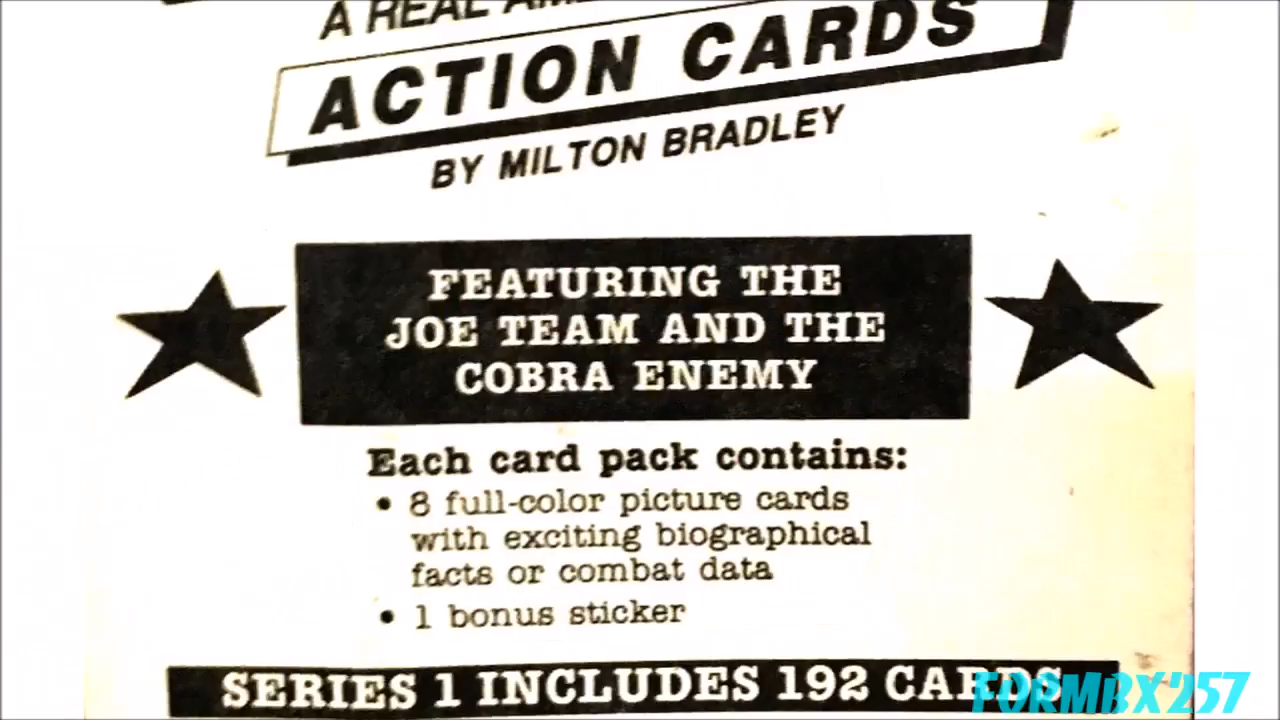 A REAL
ACTION CARDS
BY MILTON BRADLEY
FEATURING THE
JOE TEAM AND THE
COBRA ENEMY
Each card pack contains:
• 8 full-color picture cards
with exciting biographical
facts or combat data
• 1 bonus sticker
SERIES 1 INCLUDES 192 CARDS
FORMBX257